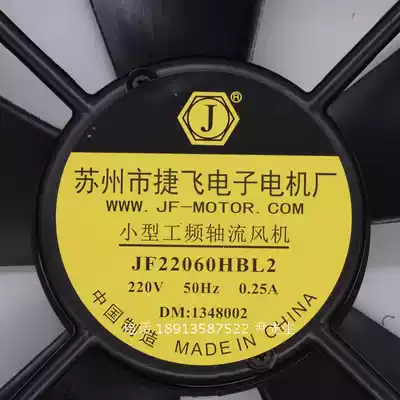 J ®
苏州市捷飞电子电机厂
WWW.JF-MOTOR.COM
小型工频轴流风机
JF22060HBL2
220V 50Hz 0.25A
DM:1348002
18913587522
中国制造 MADE IN CHINA